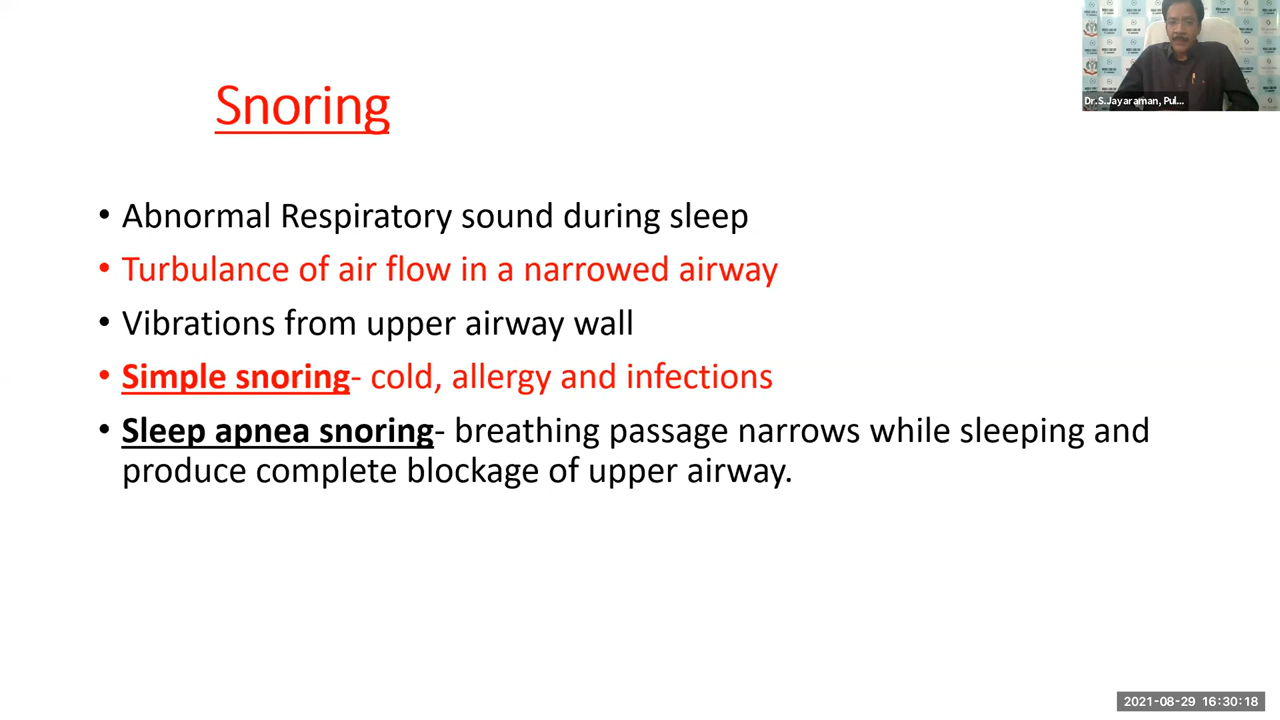 Snoring
• Abnormal Respiratory sound during sleep
• Turbulance of air flow in a narrowed airway
• Vibrations from upper airway wall
• Simple snoring- cold, allergy and infections
• Sleep apnea snoring- breathing passage narrows while sleeping and
produce complete blockage of upper airway.
Dr.S.Jayaraman, Pul...
2021-08-29 16:30:18